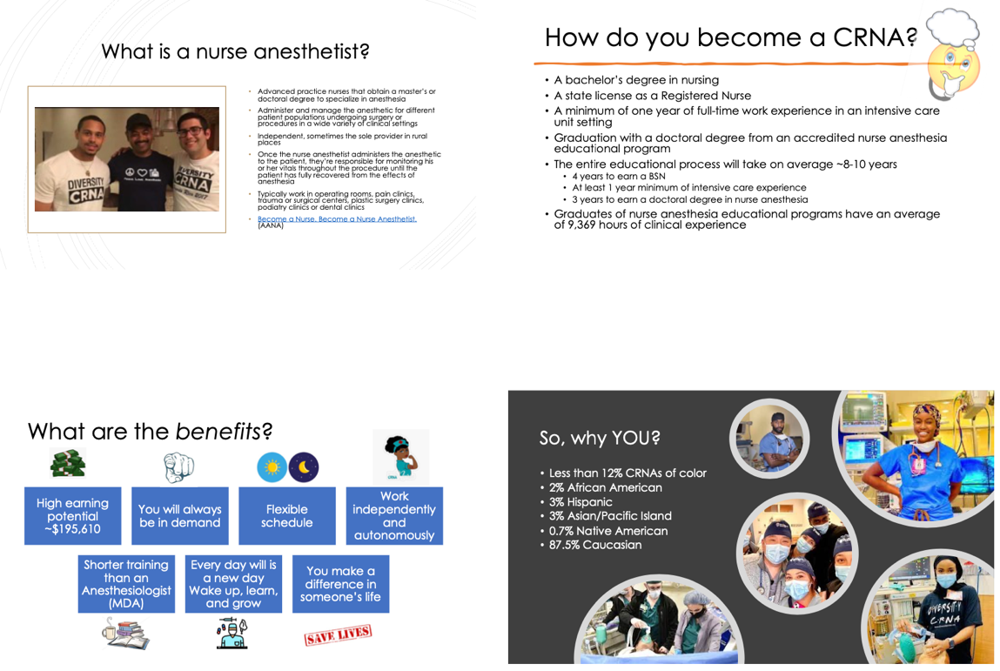 What is a nurse anesthetist?
• Advanced practice nurses that obtain a master's or
doctoral degree to specialize in anesthesia
• Administer and manage the anesthetic for different
patient populations undergoing surgery or
procedures in a wide variety of clinical settings
• Independent, sometimes the sole provider in rural
places
• Once the nurse anesthetist administers the anesthetic
to the patient, they're responsible for monitoring his
or her vitals throughout the procedure until the
patient has fully recovered from the effects of
anesthesia
• Typically work in operating rooms, pain clinics,
trauma or surgical centers, plastic surgery clinics,
podiatry clinics or dental clinics
• Become a Nurse. Become a Nurse Anesthetist.
(AANA)
DIVERSITY
CRNA
DIVERSITY
CRNA
How do you become a CRNA?
• A bachelor's degree in nursing
• A state license as a Registered Nurse
• A minimum of one year of full-time work experience in an intensive care
unit setting
• Graduation with a doctoral degree from an accredited nurse anesthesia
educational program
• The entire educational process will take on average ~8-10 years
• 4 years to earn a BSN
• At least 1 year minimum of intensive care experience
• 3 years to earn a doctoral degree in nurse anesthesia
• Graduates of nurse anesthesia educational programs have an average
of 9,369 hours of clinical experience
What are the benefits?
CRNA
High earning
potential
~$195,610
You will always
be in demand
Flexible
schedule
Work
independently
and
autonomously
Shorter training
than an
Anesthesiologist
(MDA)
Every day will is
a new day
Wake up, learn,
and grow
You make a
difference in
someone's life
SAVE LIVES
So, why YOU?
• Less than 12% CRNAs of color
• 2% African American
• 3% Hispanic
• 3% Asian/Pacific Island
• 0.7% Native American
• 87.5% Caucasian
DIVERSITY
CRNA